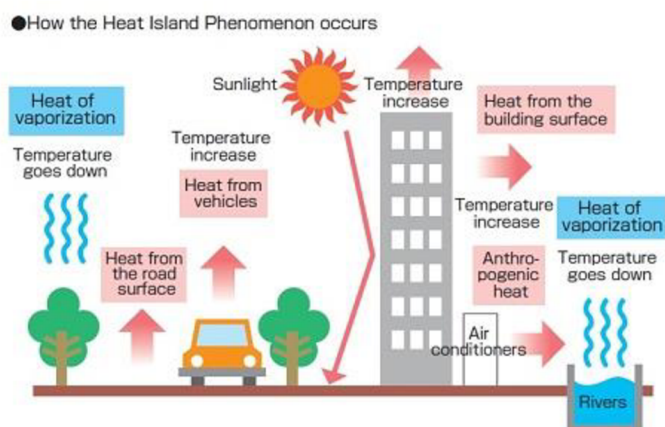 ●How the Heat Island Phenomenon occurs
Heat of
vaporization
Temperature
goes down
Heat from
the road
surface
Temperature
increase
Heat from
vehicles
Sunlight
Temperature
increase
Heat from the
building surface
Temperature
increase
Anthro-
pogenic
heat
Air
conditioners
Heat of
vaporization
Temperature
goes down
Rivers